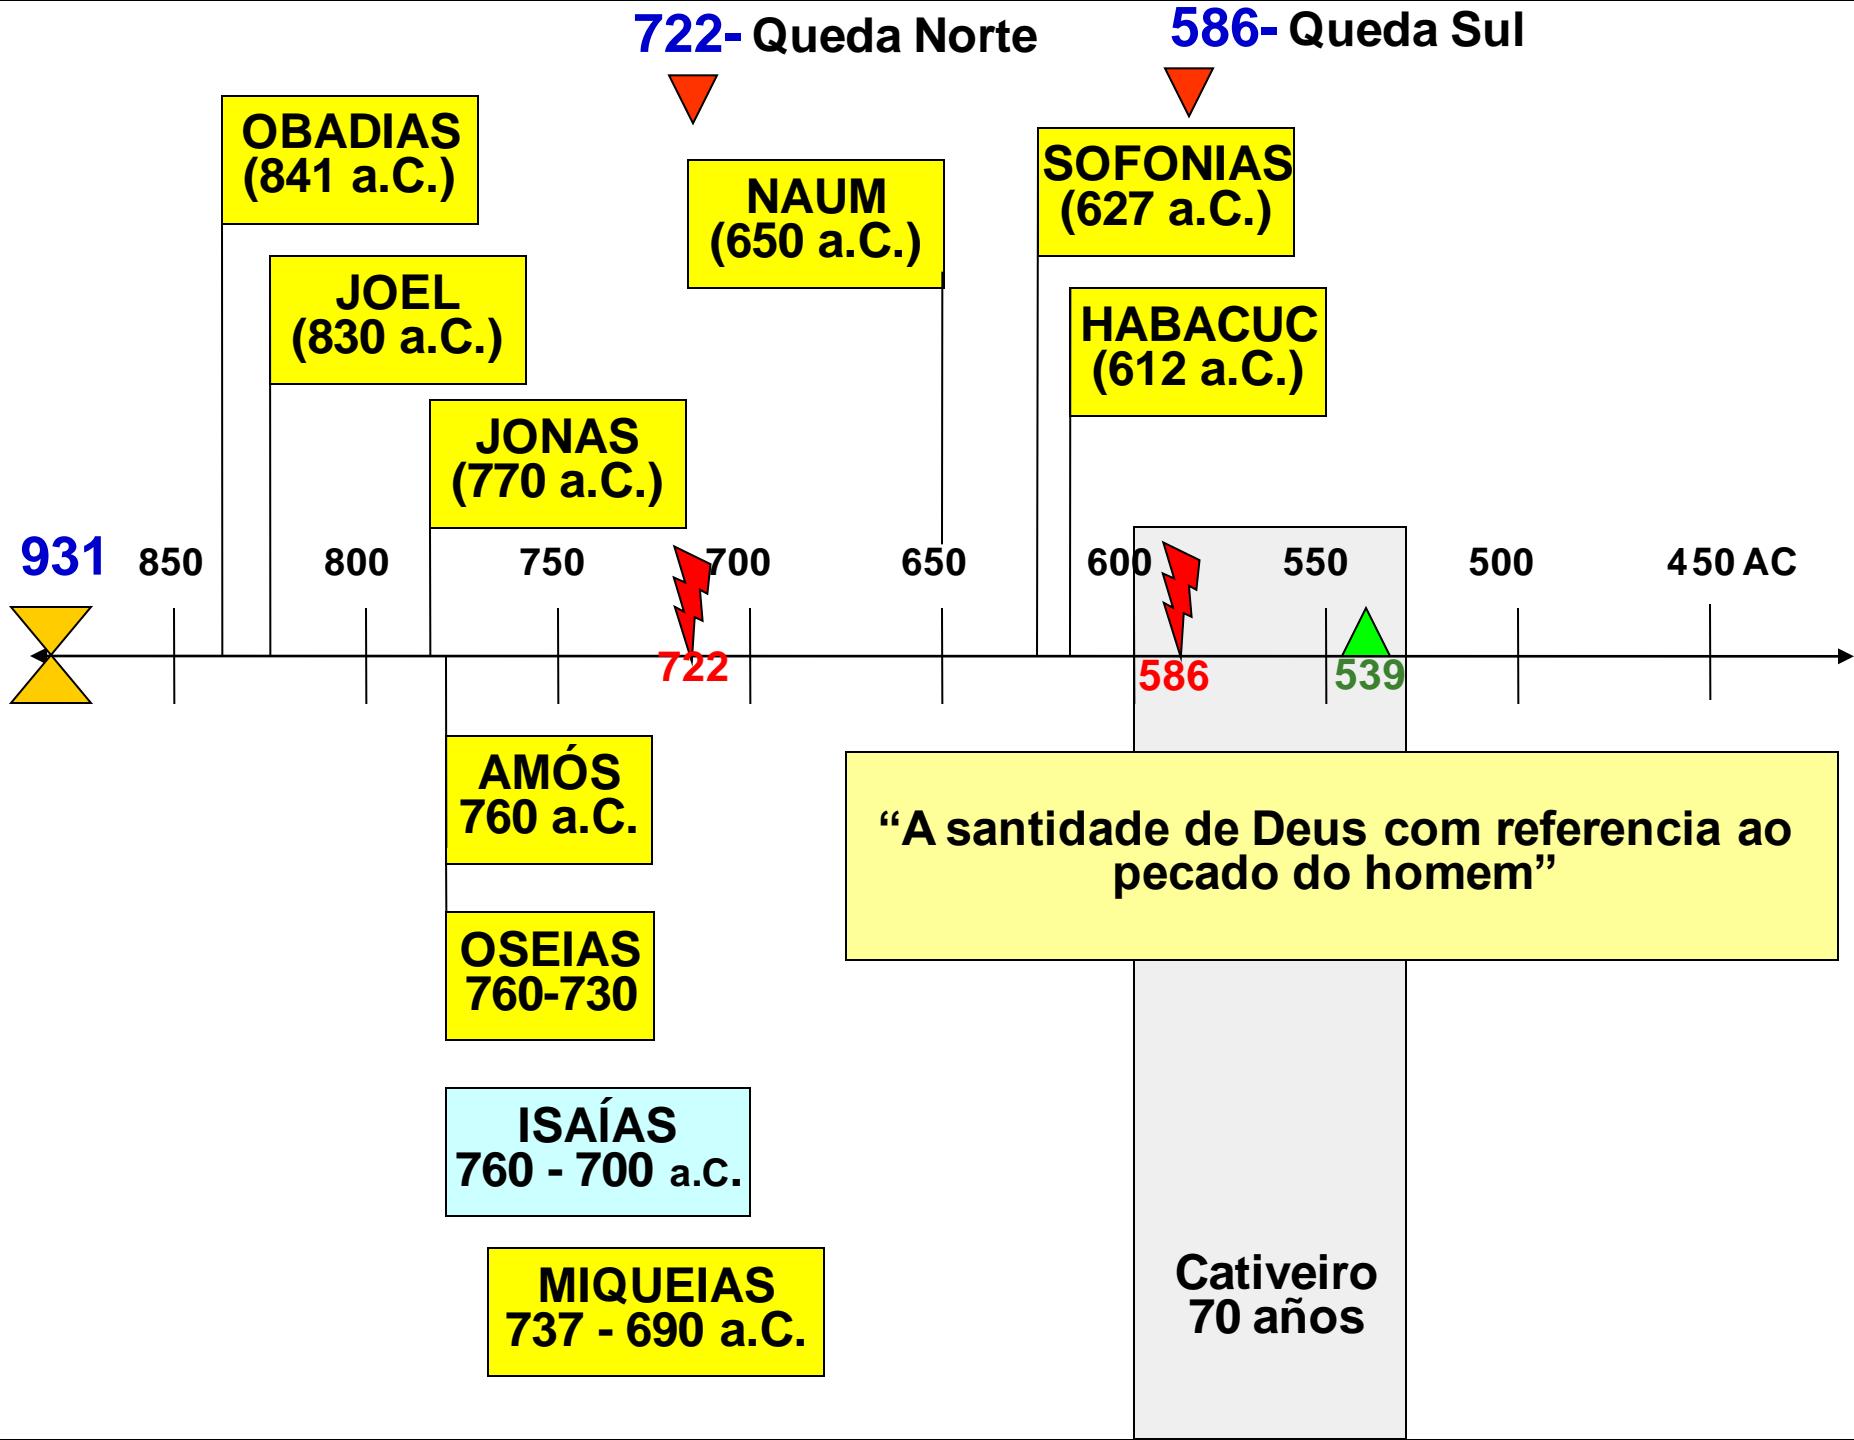 722- Queda Norte
586- Queda Sul
OBADIAS
(841 a.C.)
SOFONIAS
(627 a.C.)
NAUM
(650 a.C.)
JOEL
(830 a.C.)
HABACUC
(612 a.C.)
JONAS
(770 a.C.)
931
850
800
750
700
650
600
550
500
450 AC
722
586
539
AMÓS
760 a.C.
“A santidade de Deus com referencia ao
pecado do homem”
OSEIAS
760-730
ISAÍAS
760 - 700 a.C.
MIQUEIAS
737 - 690 a.C.
Cativeiro
70 años